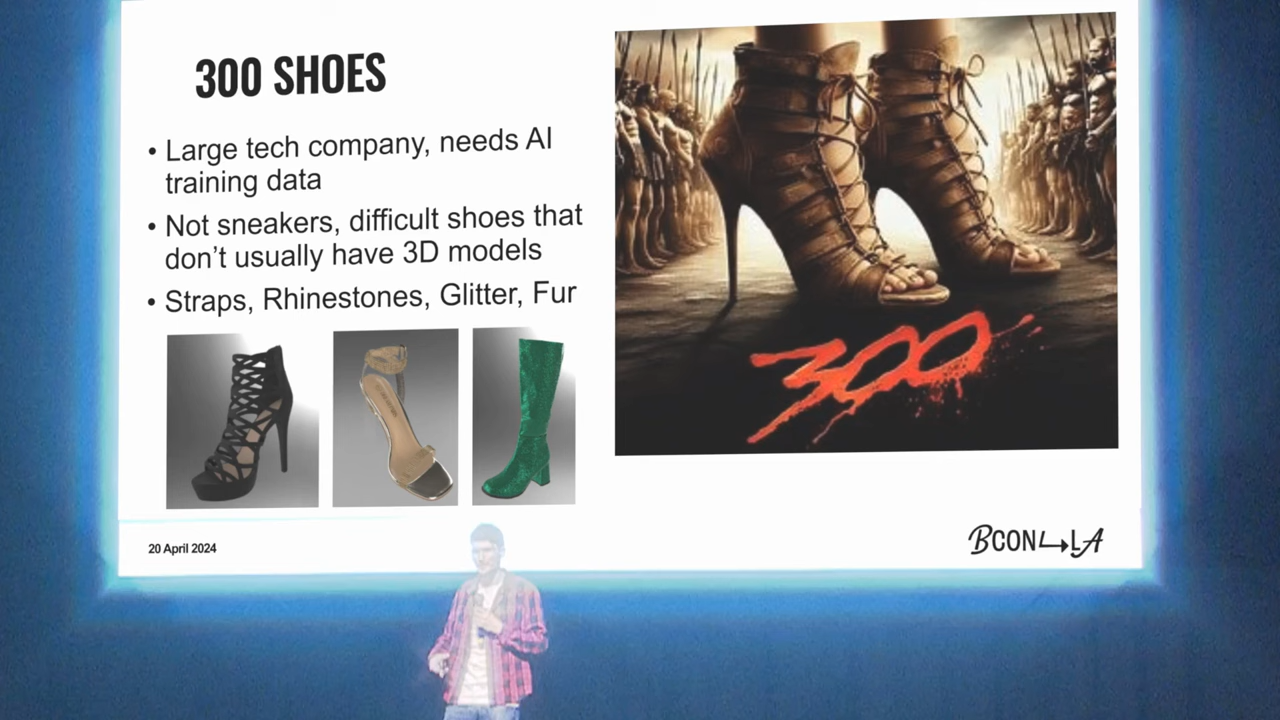 300 SHOES
• Large tech company, needs AI
training data
• Not sneakers, difficult shoes that
don't usually have 3D models
• Straps, Rhinestones, Glitter, Fur
300
20 April 2024
BCON LA